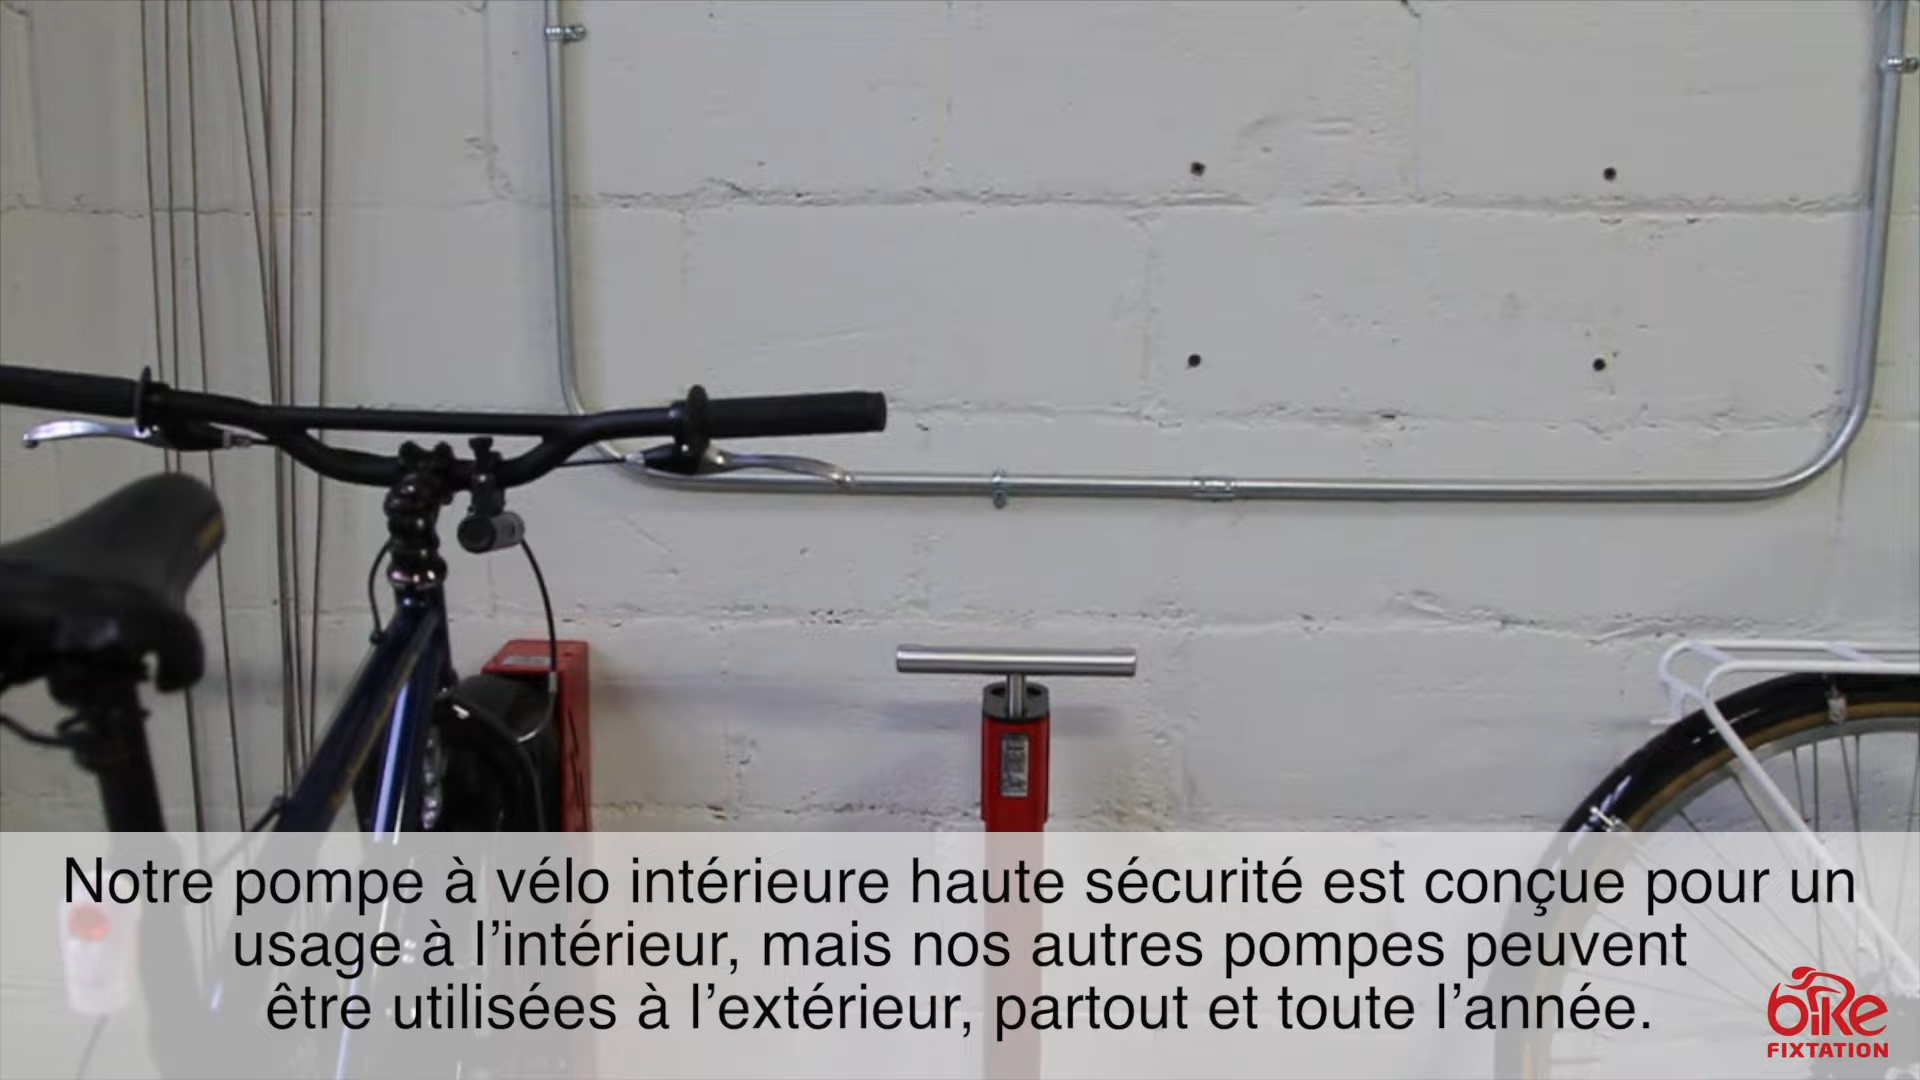 Notre pompe à vélo intérieure haute sécurité est conçue pour un
usage à l’intérieur, mais nos autres pompes peuvent
être utilisées à l’extérieur, partout et toute l’année.
bike
FIXTATION